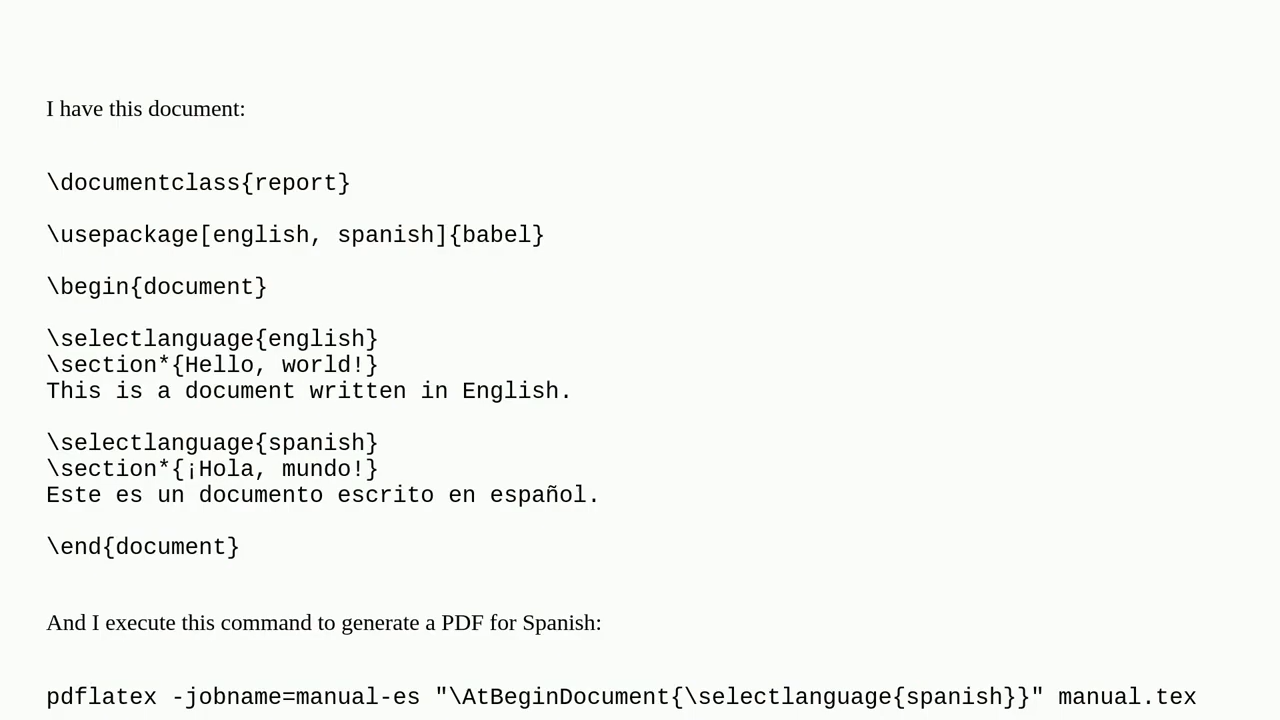 I have this document:
\documentclass{report}
\usepackage[english, spanish]{babel}
\begin{document}
\selectlanguage{english}
\section*{Hello, world!}
This is a document written in English.
\selectlanguage{spanish}
\section*{¡Hola, mundo!}
Este es un documento escrito en español.
\end{document}
And I execute this command to generate a PDF for Spanish:
pdflatex -jobname=manual-es "\AtBeginDocument{\selectlanguage{spanish}}" manual.tex